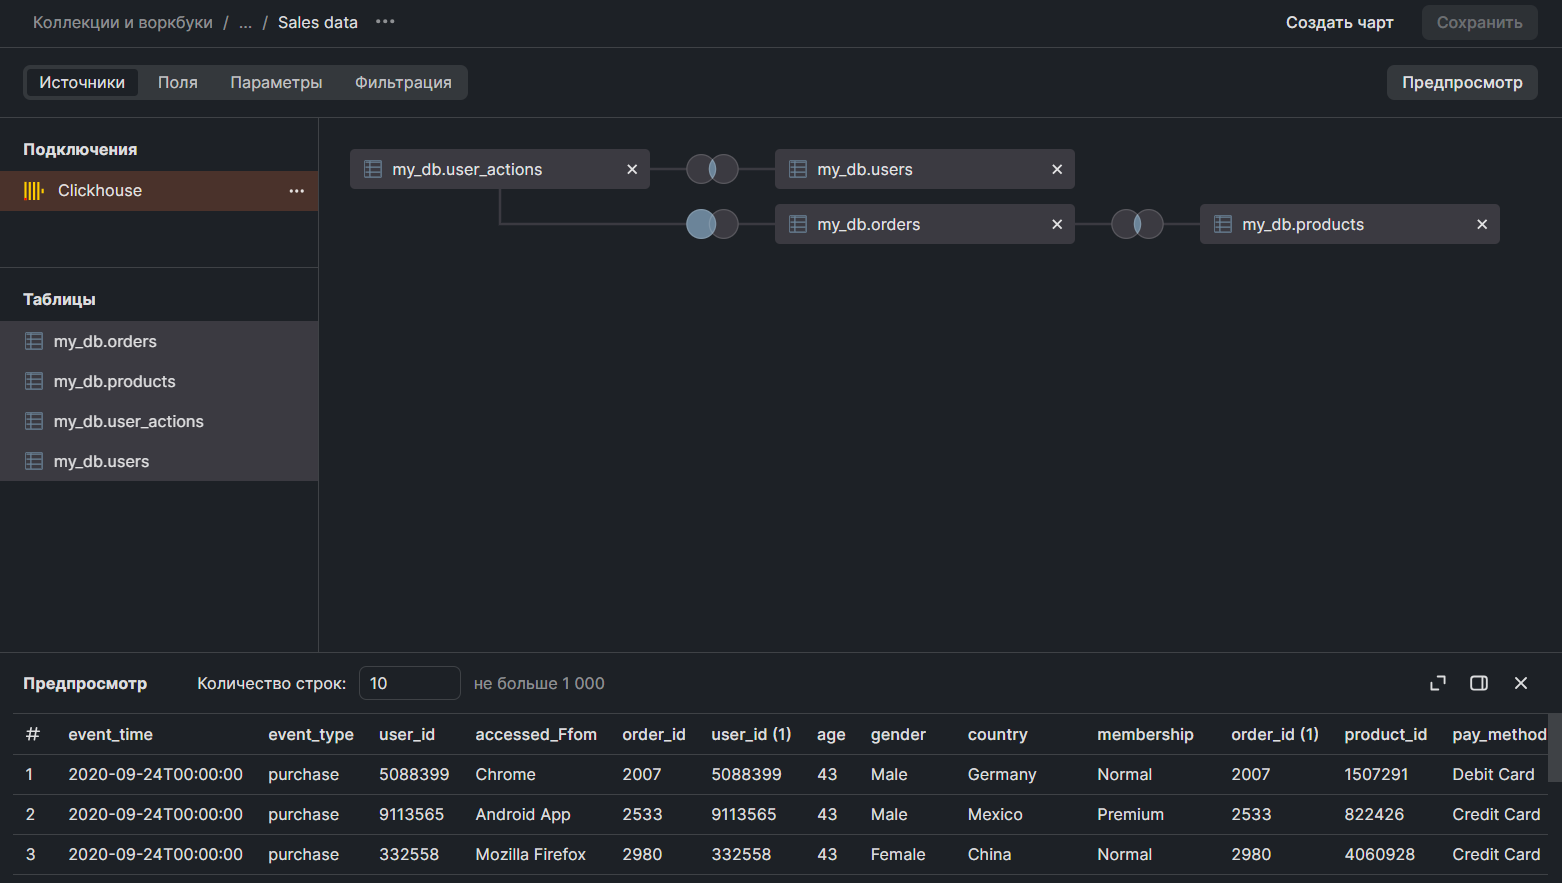 Коллекции и воркбуки / ... / Sales data ...
Создать чарт
Сохранить
Источники Поля Параметры Фильтрация
Предпросмотр
Подключения
Clickhouse
my_db.user_actions
my_db.users
my_db.orders
my_db.products
Таблицы
my_db.orders
my_db.products
my_db.user_actions
my_db.users
Предпросмотр Количество строк: 10 не больше 1 000
# event_time event_type user_id accessed_Ffom order_id user_id (1) age gender country membership order_id (1) product_id pay_method
1 2020-09-24T00:00:00 purchase 5088399 Chrome 2007 5088399 43 Male Germany Normal 2007 1507291 Debit Card
2 2020-09-24T00:00:00 purchase 9113565 Android App 2533 9113565 43 Male Mexico Premium 2533 822426 Credit Card
3 2020-09-24T00:00:00 purchase 332558 Mozilla Firefox 2980 332558 43 Female China Normal 2980 4060928 Credit Card